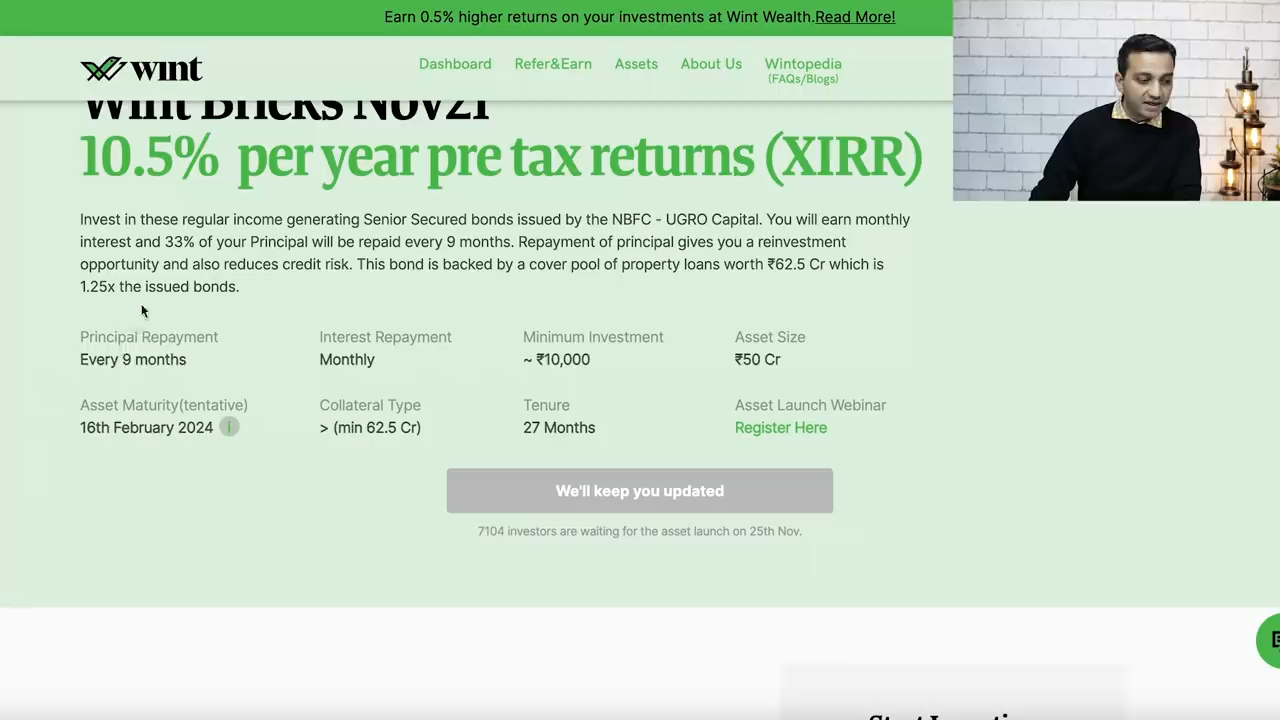 Earn 0.5% higher returns on your investments at Wint Wealth.Read More!
wınt
Dashboard Refer&Earn Assets About Us Wintopedia
(FAQs/Blogs)
Wint Bricks Nov21
10.5% per year pre tax returns (XIRR)
Invest in these regular income generating Senior Secured bonds issued by the NBFC - UGRO Capital. You will earn monthly
interest and 33% of your Principal will be repaid every 9 months. Repayment of principal gives you a reinvestment
opportunity and also reduces credit risk. This bond is backed by a cover pool of property loans worth ₹62.5 Cr which is
1.25x the issued bonds.
Principal Repayment Interest Repayment Minimum Investment Asset Size
Every 9 months Monthly ~ ₹10,000 ₹50 Cr
Asset Maturity(tentative) Collateral Type Tenure Asset Launch Webinar
16th February 2024 i > (min 62.5 Cr) 27 Months Register Here
We'll keep you updated
7104 investors are waiting for the asset launch on 25th Nov.